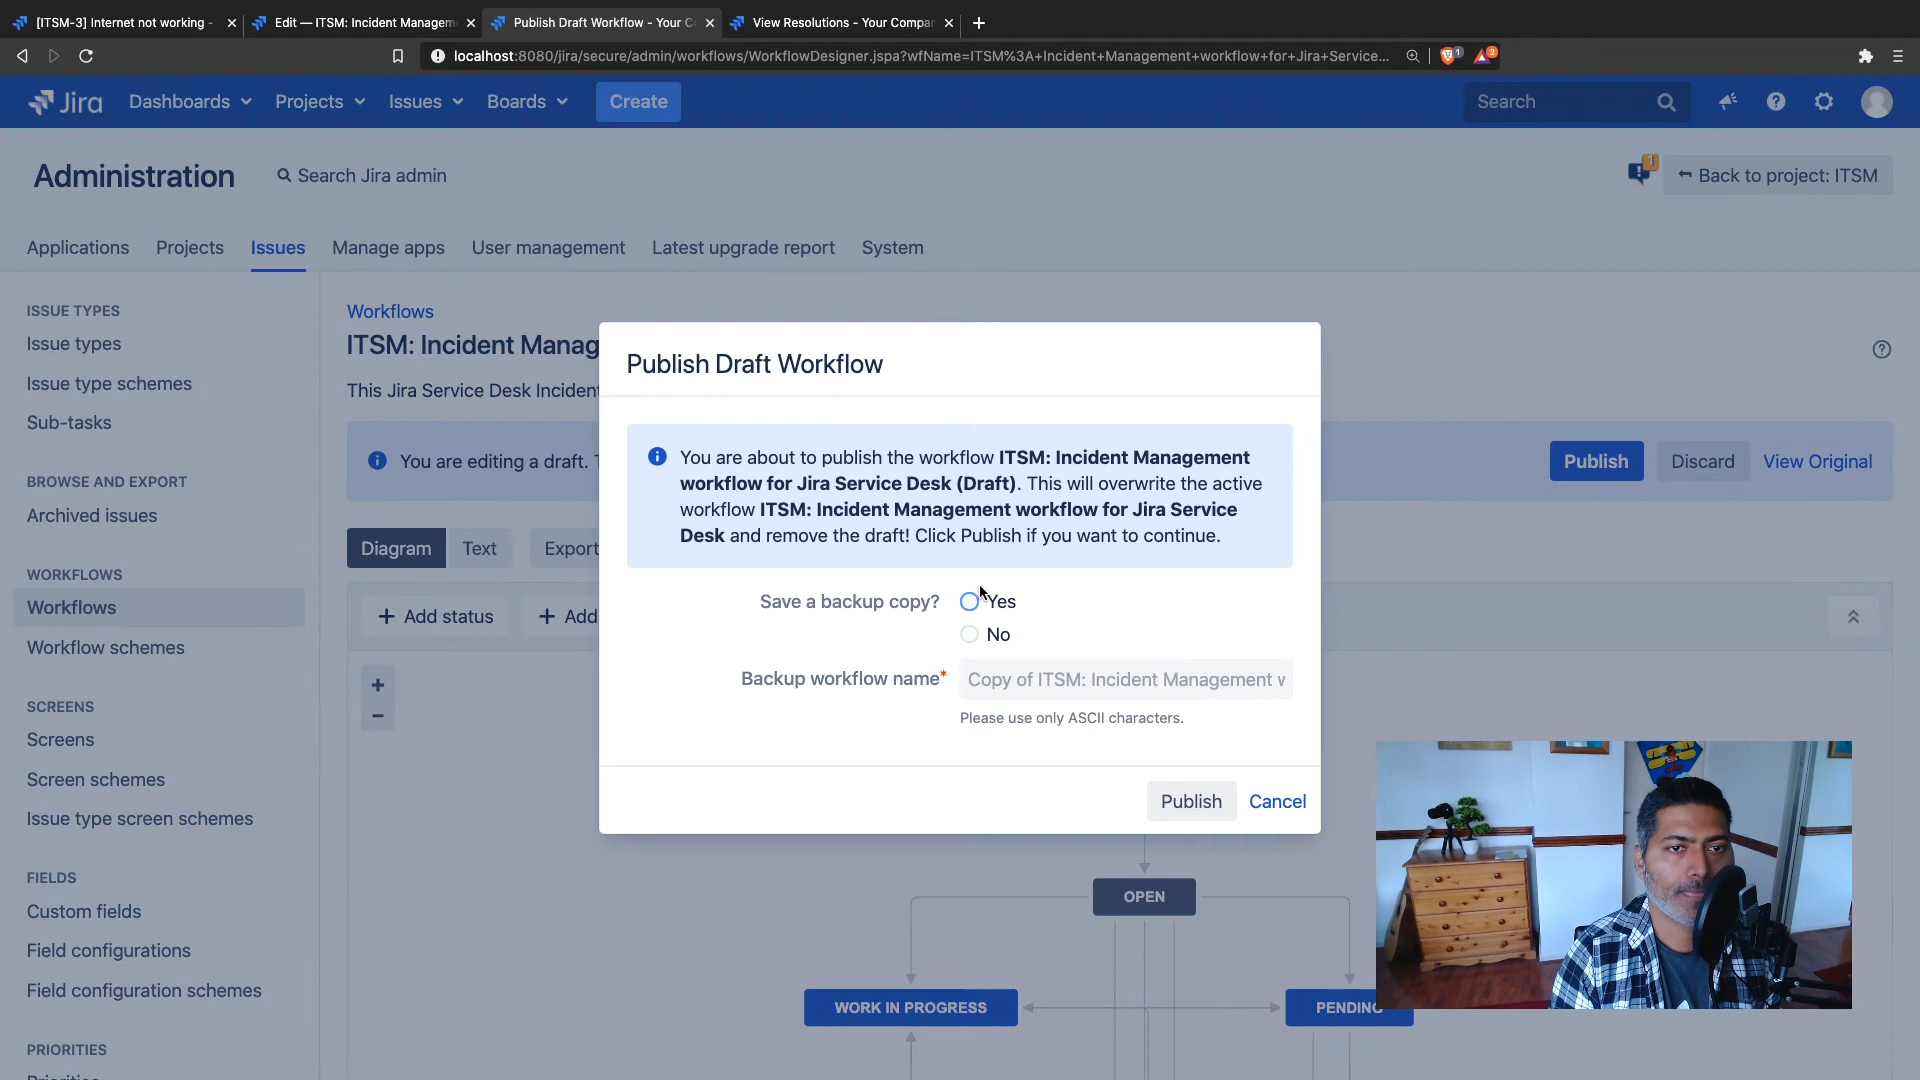 [ITSM-3] Internet not working -
Edit — ITSM: Incident Managem
Publish Draft Workflow - Your C
View Resolutions - Your Compa
localhost:8080/jira/secure/admin/workflows/WorkflowDesigner.jspa?wfName=ITSM%3A+Incident+Management+workflow+for+Jira+Service...
1
2
Jira
Dashboards
Projects
Issues
Boards
Create
Search
Administration
Search Jira admin
1
Back to project: ITSM
Applications
Projects
Issues
Manage apps
User management
Latest upgrade report
System
ISSUE TYPES
Issue types
Issue type schemes
Sub-tasks
BROWSE AND EXPORT
Archived issues
WORKFLOWS
Workflows
Workflow schemes
SCREENS
Screens
Screen schemes
Issue type screen schemes
FIELDS
Custom fields
Field configurations
Field configuration schemes
PRIORITIES
Workflows
ITSM: Incident Manag
This Jira Service Desk Inciden
You are editing a draft.
Publish
Discard
View Original
Diagram
Text
Export
+ Add status
+ Add
+
−
Publish Draft Workflow
You are about to publish the workflow ITSM: Incident Management
workflow for Jira Service Desk (Draft). This will overwrite the active
workflow ITSM: Incident Management workflow for Jira Service
Desk and remove the draft! Click Publish if you want to continue.
Save a backup copy?
Yes
No
Backup workflow name*
Copy of ITSM: Incident Management w
Please use only ASCII characters.
Publish
Cancel
OPEN
WORK IN PROGRESS
PENDING